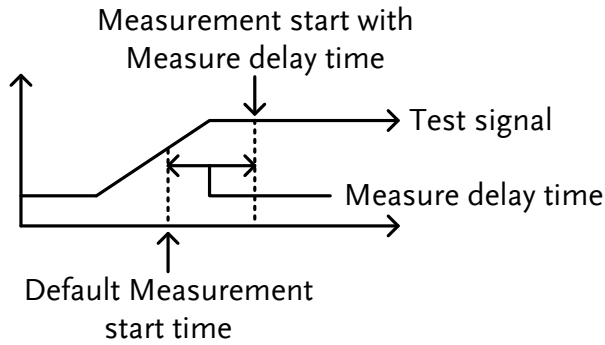 Measurement start with
Measure delay time
Test signal
Measure delay time
Default Measurement
start time